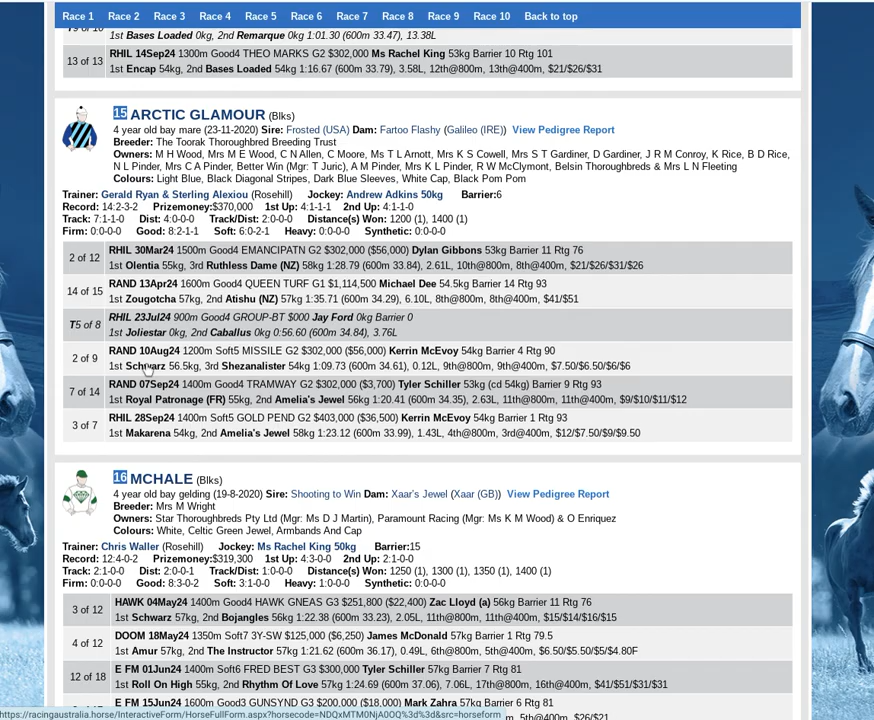 Race 1 Race 2 Race 3 Race 4 Race 5 Race 6 Race 7 Race 8 Race 9 Race 10 Back to top
1st Bases Loaded 0kg, 2nd Remarque 0kg 1:01.30 (600m 33.47), 13.38L
13 of 13 RHIL 14Sep24 1300m Good4 THEO MARKS G2 $302,000 Ms Rachel King 53kg Barrier 10 Rtg 101
1st Encap 54kg, 2nd Bases Loaded 54kg 1:16.67 (600m 33.79), 3.58L, 12th@800m, 13th@400m, $21/$26/$31
15 ARCTIC GLAMOUR (Blks)
4 year old bay mare (23-11-2020) Sire: Frosted (USA) Dam: Fartoo Flashy (Galileo (IRE)) View Pedigree Report
Breeder: The Toorak Thoroughbred Breeding Trust
Owners: M H Wood, Mrs M E Wood, C N Allen, C Moore, Ms T L Arnott, Mrs K S Cowell, Mrs S T Gardiner, D Gardiner, J R M Conroy, K Rice, B D Rice,
N L Pinder, Mrs C A Pinder, Better Win (Mgr: T Juric), A M Pinder, Mrs K L Pinder, R W McClymont, Belsin Thoroughbreds & Mrs L N Fleeting
Colours: Light Blue, Black Diagonal Stripes, Dark Blue Sleeves, White Cap, Black Pom Pom
Trainer: Gerald Ryan & Sterling Alexiou (Rosehill) Jockey: Andrew Adkins 50kg Barrier:6
Record: 14:2-3-2 Prizemoney:$370,000 1st Up: 4:1-1-1 2nd Up: 4:1-1-0
Track: 7:1-1-0 Dist: 4:0-0-0 Track/Dist: 2:0-0-0 Distance(s) Won: 1200 (1), 1400 (1)
Firm: 0:0-0-0 Good: 8:2-1-1 Soft: 6:0-2-1 Heavy: 0:0-0-0 Synthetic: 0:0-0-0
2 of 12 RHIL 30Mar24 1500m Good4 EMANCIPATN G2 $302,000 ($56,000) Dylan Gibbons 53kg Barrier 11 Rtg 76
1st Olentia 55kg, 3rd Ruthless Dame (NZ) 58kg 1:28.79 (600m 33.84), 2.61L, 10th@800m, 8th@400m, $21/$26/$31/$26
14 of 15 RAND 13Apr24 1600m Good4 QUEEN TURF G1 $1,114,500 Michael Dee 54.5kg Barrier 14 Rtg 93
1st Zougotcha 57kg, 2nd Atishu (NZ) 57kg 1:35.71 (600m 34.29), 6.10L, 8th@800m, 8th@400m, $41/$51
T5 of 8 RHIL 23Jul24 900m Good4 GROUP-BT $000 Jay Ford 0kg Barrier 0
1st Joliestar 0kg, 2nd Caballus 0kg 0:56.60 (600m 34.84), 3.76L
2 of 9 RAND 10Aug24 1200m Soft5 MISSILE G2 $302,000 ($56,000) Kerrin McEvoy 54kg Barrier 4 Rtg 90
1st Schwarz 56.5kg, 3rd Shezanalister 54kg 1:09.73 (600m 34.61), 0.12L, 9th@800m, 9th@400m, $7.50/$6.50/$6/$6
7 of 14 RAND 07Sep24 1400m Good4 TRAMWAY G2 $302,000 ($3,700) Tyler Schiller 53kg (cd 54kg) Barrier 9 Rtg 93
1st Royal Patronage (FR) 55kg, 2nd Amelia's Jewel 56kg 1:20.41 (600m 34.35), 2.63L, 11th@800m, 11th@400m, $9/$10/$11/$12
3 of 7 RHIL 28Sep24 1400m Soft5 GOLD PEND G2 $403,000 ($36,500) Kerrin McEvoy 54kg Barrier 1 Rtg 93
1st Makarena 54kg, 2nd Amelia's Jewel 58kg 1:23.12 (600m 33.99), 1.43L, 4th@800m, 3rd@400m, $12/$7.50/$9/$9.50
16 MCHALE (Blks)
4 year old bay gelding (19-8-2020) Sire: Shooting to Win Dam: Xaar's Jewel (Xaar (GB)) View Pedigree Report
Breeder: Mrs M Wright
Owners: Star Thoroughbreds Pty Ltd (Mgr: Ms D J Martin), Paramount Racing (Mgr: Ms K M Wood) & O Enriquez
Colours: White, Celtic Green Jewel, Armbands And Cap
Trainer: Chris Waller (Rosehill) Jockey: Ms Rachel King 50kg Barrier:15
Record: 12:4-0-2 Prizemoney:$319,300 1st Up: 4:3-0-0 2nd Up: 2:1-0-0
Track: 2:1-0-0 Dist: 2:0-0-1 Track/Dist: 1:0-0-0 Distance(s) Won: 1250 (1), 1300 (1), 1350 (1), 1400 (1)
Firm: 0:0-0-0 Good: 8:3-0-2 Soft: 3:1-0-0 Heavy: 1:0-0-0 Synthetic: 0:0-0-0
3 of 12 HAWK 04May24 1400m Good4 HAWK GNEAS G3 $251,800 ($22,400) Zac Lloyd (a) 56kg Barrier 11 Rtg 76
1st Schwarz 57kg, 2nd Bojangles 56kg 1:22.38 (600m 33.23), 2.05L, 11th@800m, 11th@400m, $15/$14/$16/$15
4 of 12 DOOM 18May24 1350m Soft7 3Y-SW $125,000 ($6,250) James McDonald 57kg Barrier 1 Rtg 79.5
1st Amur 57kg, 2nd The Instructor 57kg 1:21.62 (600m 36.17), 0.49L, 6th@800m, 5th@400m, $6.50/$5.50/$5/$4.80F
12 of 18 E FM 01Jun24 1400m Soft6 FRED BEST G3 $300,000 Tyler Schiller 57kg Barrier 7 Rtg 81
1st Roll On High 55kg, 2nd Rhythm Of Love 57kg 1:24.69 (600m 37.06), 7.06L, 17th@800m, 16th@400m, $41/$51/$31/$31
E FM 15Jun24 1600m Good3 GUNSYND G3 $200,000 ($18,000) Mark Zahra 57kg Barrier 6 Rtg 81
https://racingaustralia.horse/InteractiveForm/HorseFullForm.aspx?horsecode=NDQxMTM0NjA0OQ%3d%3d&src=horseform 5th@400m, $26/$21